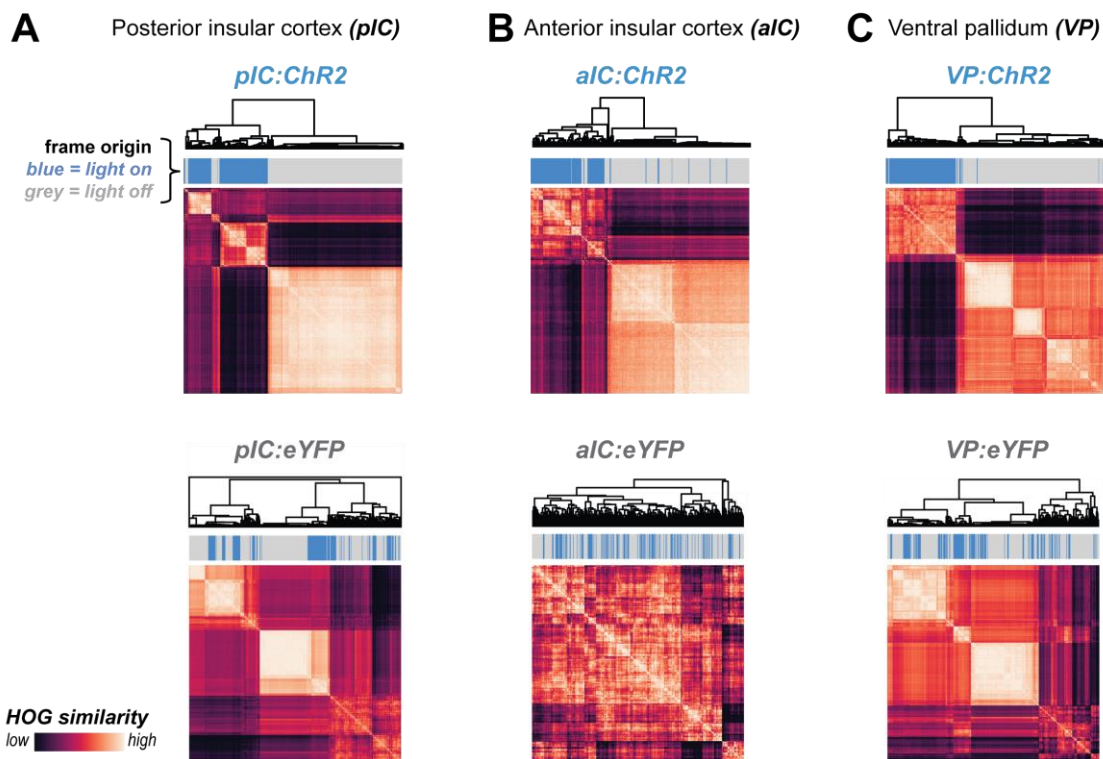 A Posterior insular cortex (pIC)
B Anterior insular cortex (aIC)
C Ventral pallidum (VP)
pIC:ChR2
aIC:ChR2
VP:ChR2
frame origin
blue = light on
grey = light off
pIC:eYFP
aIC:eYFP
VP:eYFP
HOG similarity
low high